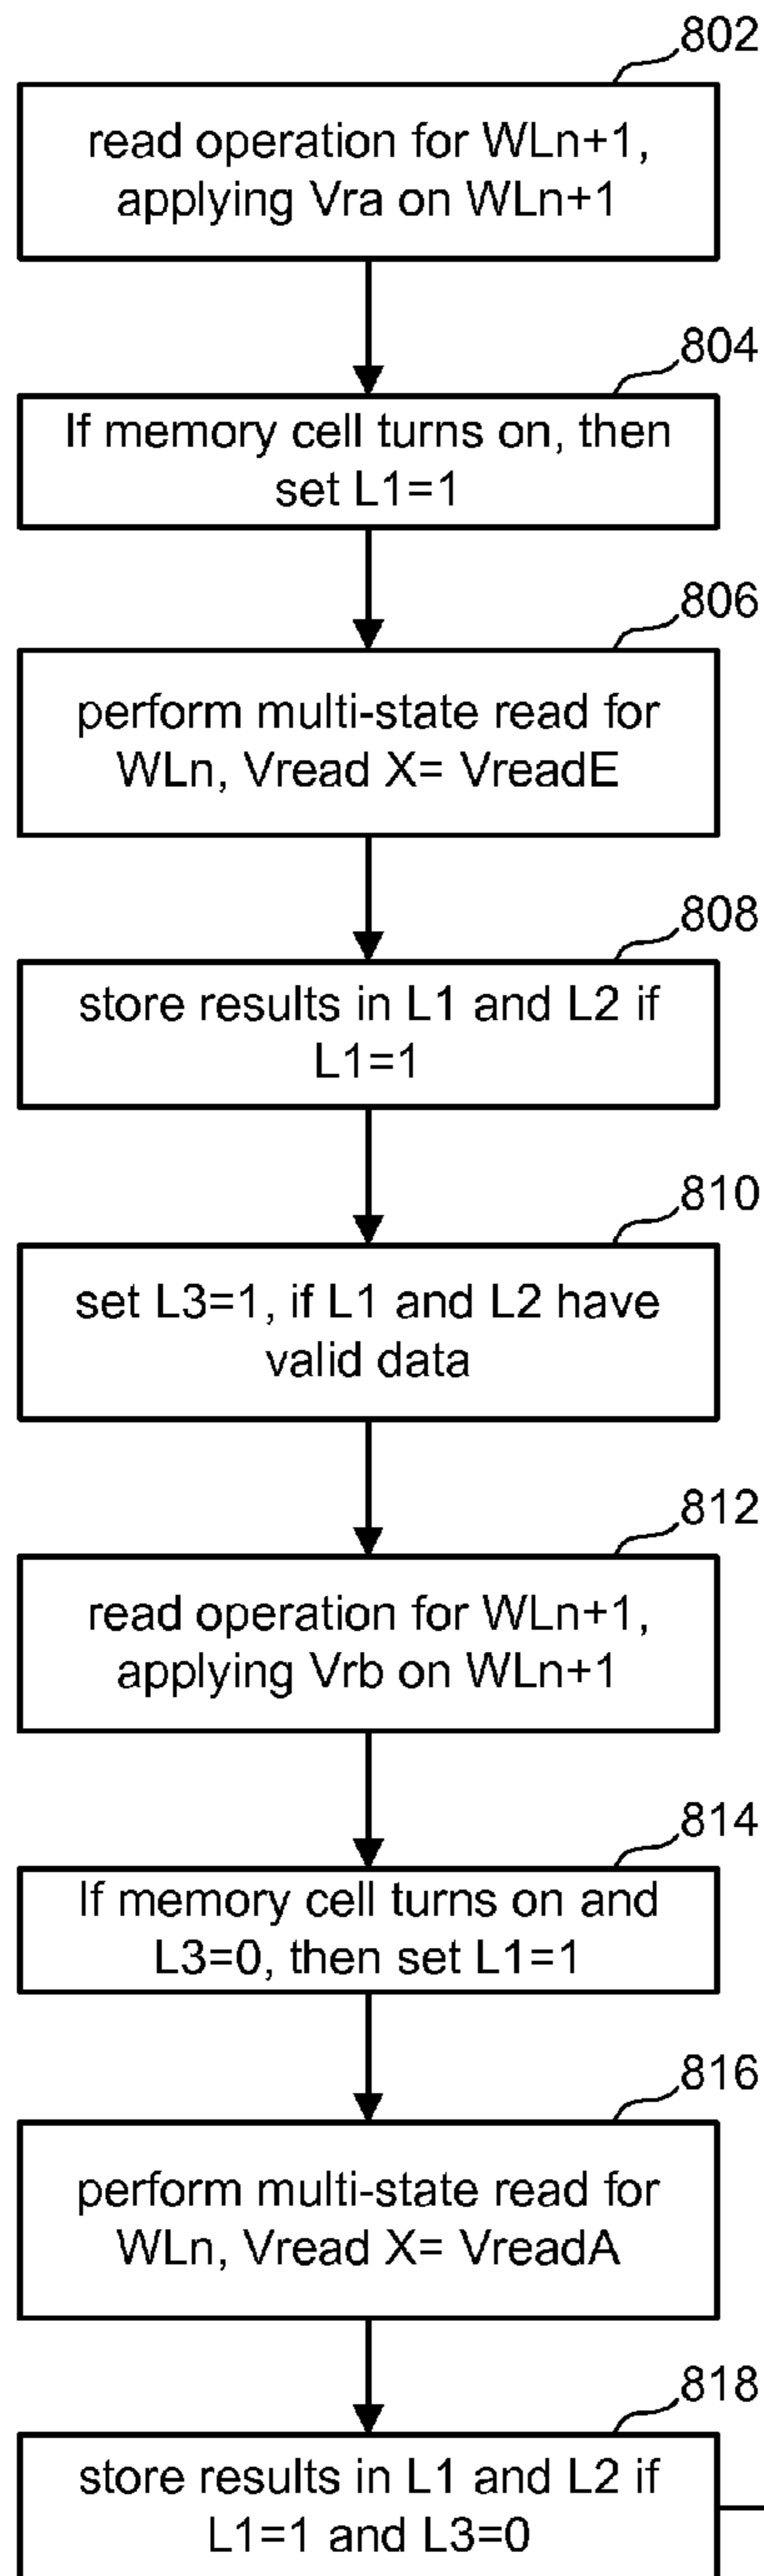 802
read operation for WLn+1,
applying Vra on WLn+1
804
If memory cell turns on, then
set L1=1
806
perform multi-state read for
WLn, Vread X= VreadE
808
store results in L1 and L2 if
L1=1
810
set L3=1, if L1 and L2 have
valid data
812
read operation for WLn+1,
applying Vrb on WLn+1
814
If memory cell turns on and
L3=0, then set L1=1
816
perform multi-state read for
WLn, Vread X= VreadA
818
store results in L1 and L2 if
L1=1 and L3=0